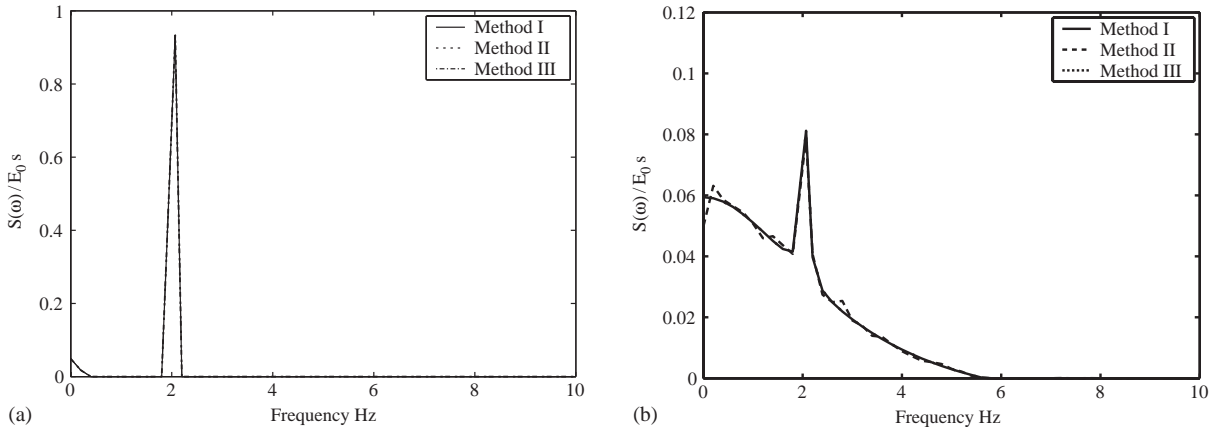 1
0.8
0.6
0.4
0.2
0
S(ω) / E0 s
0 2 4 6 8 10
Frequency Hz
Method I
Method II
Method III
(a)
0.12
0.1
0.08
0.06
0.04
0.02
0
S(ω) / E0 s
0 2 4 6 8 10
Frequency Hz
Method I
Method II
Method III
(b)